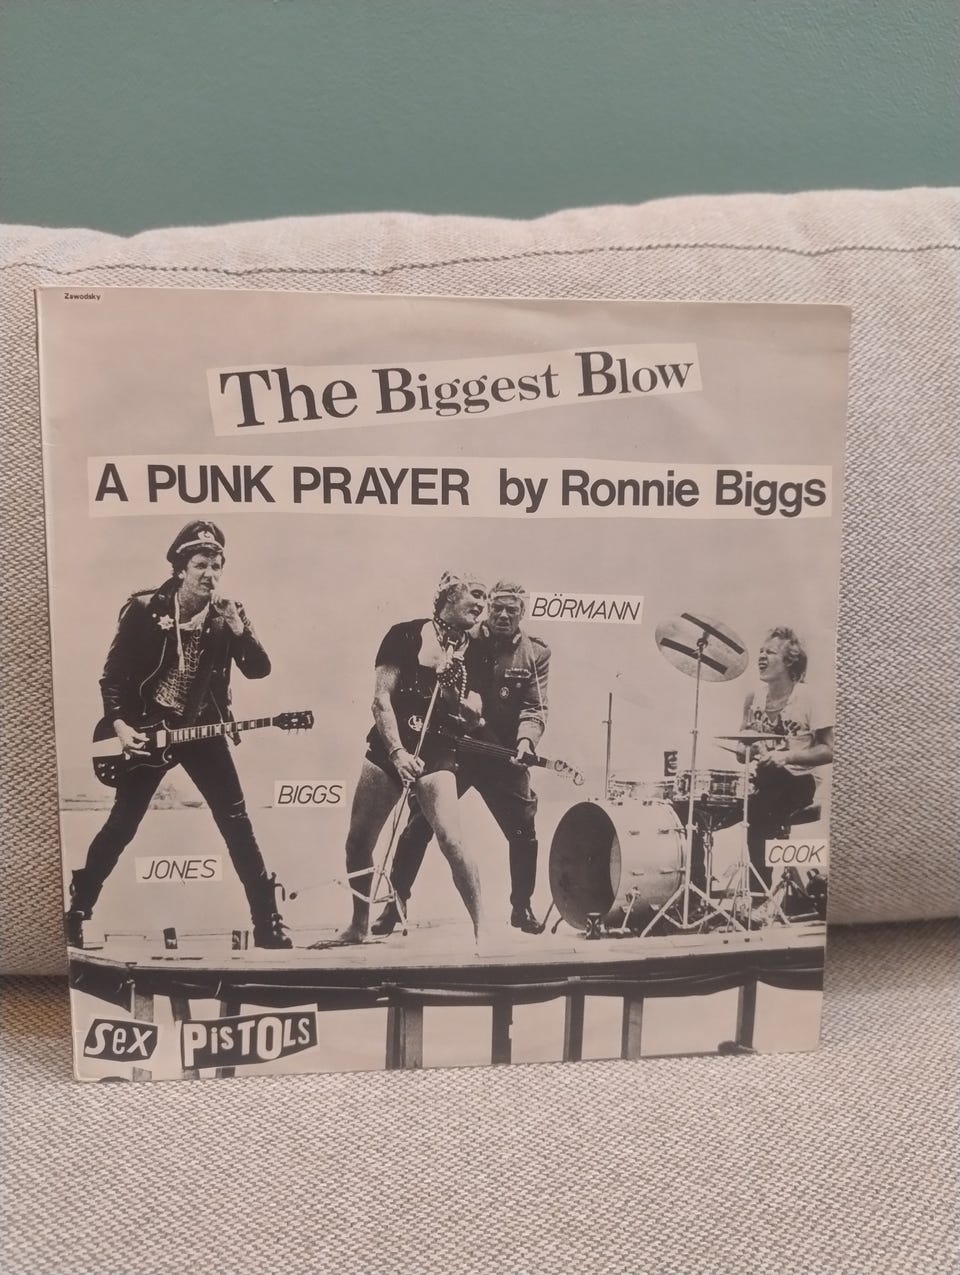 Zawodsky
The Biggest Blow
A PUNK PRAYER by Ronnie Biggs
BÖRMANN
BIGGS
JONES
COOK
sex PisTOLs